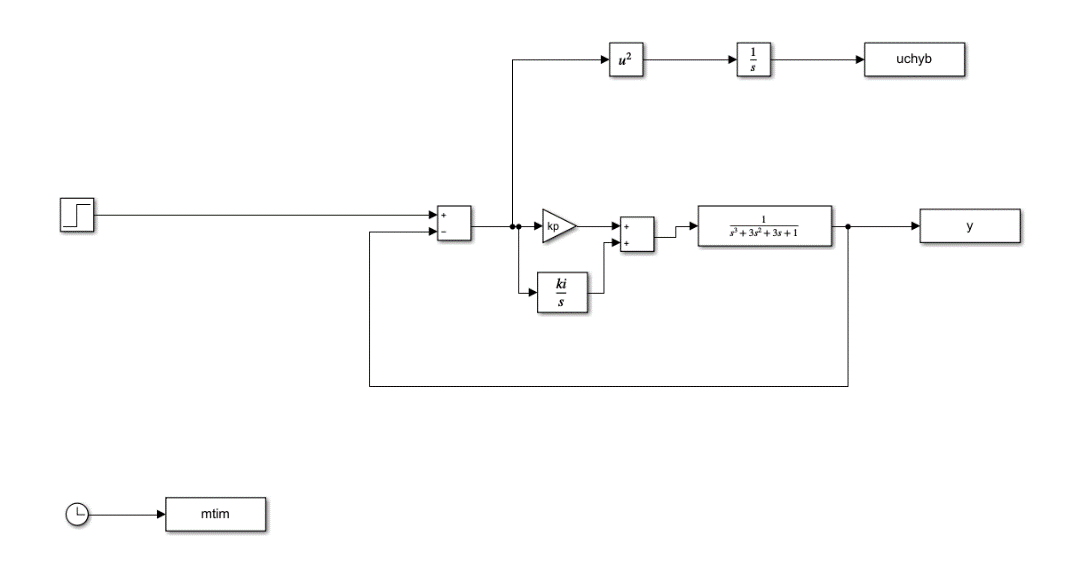 u²
1
s
uchyb
+
−
kp
+
+
1
s³ + 3s² + 3s + 1
y
ki
s
mtim